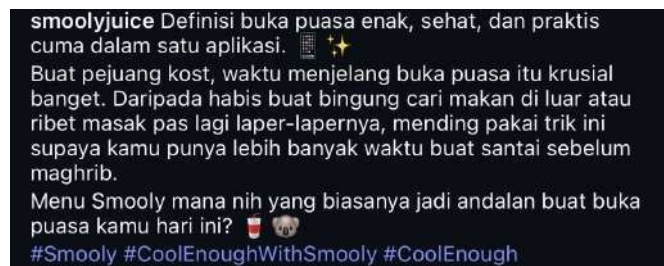 smoolyjuice Definisi buka puasa enak, sehat, dan praktis
cuma dalam satu aplikasi. 📱✨
Buat pejuang kost, waktu menjelang buka puasa itu krusial
banget. Daripada habis buat bingung cari makan di luar atau
ribet masak pas lagi laper-lapernya, mending pakai trik ini
supaya kamu punya lebih banyak waktu buat santai sebelum
maghrib.
Menu Smooly mana nih yang biasanya jadi andalan buat buka
puasa kamu hari ini? 🥤🐨
#Smooly #CoolEnoughWithSmooly #CoolEnough